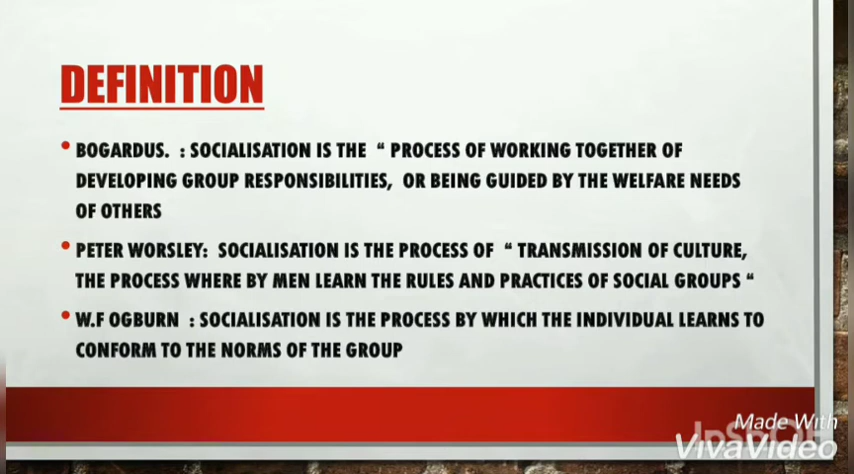 DEFINITION
• BOGARDUS.  : SOCIALISATION IS THE  “ PROCESS OF WORKING TOGETHER OF
DEVELOPING GROUP RESPONSIBILITIES,  OR BEING GUIDED BY THE WELFARE NEEDS
OF OTHERS
• PETER WORSLEY:  SOCIALISATION IS THE PROCESS OF  “ TRANSMISSION OF CULTURE,
THE PROCESS WHERE BY MEN LEARN THE RULES AND PRACTICES OF SOCIAL GROUPS “
• W.F OGBURN  : SOCIALISATION IS THE PROCESS BY WHICH THE INDIVIDUAL LEARNS TO
CONFORM TO THE NORMS OF THE GROUP
Made With
VivaVideo